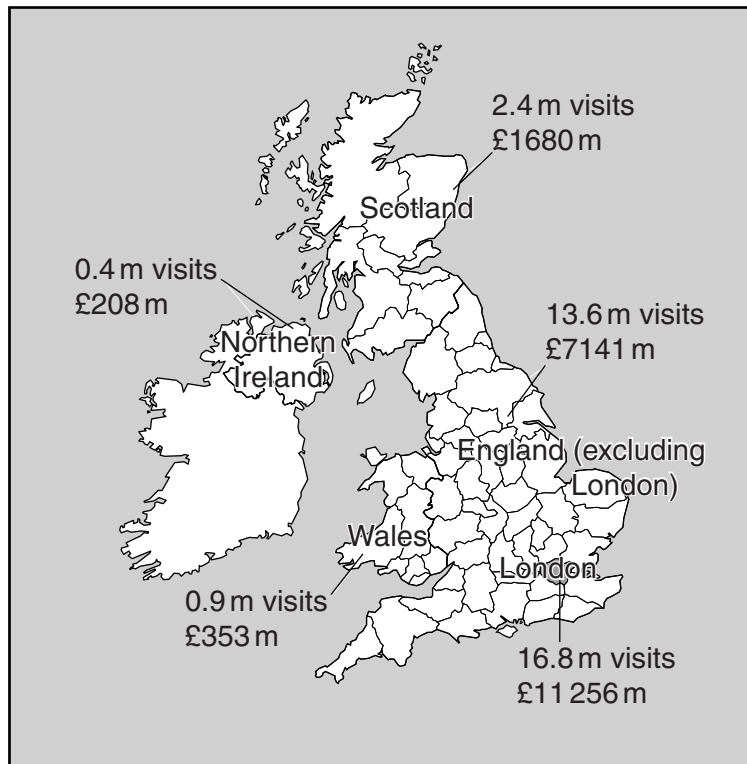 2.4 m visits
£1680 m
Scotland
0.4 m visits
£208 m
Northern
Ireland
13.6 m visits
£7141 m
England (excluding
London)
Wales
London
0.9 m visits
£353 m
16.8 m visits
£11 256 m